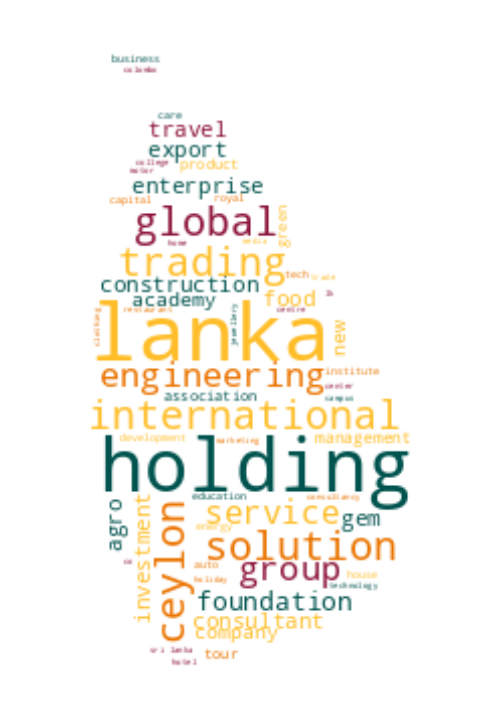 business
colombo
care
travel
export
college
product
motor
enterprise
capital
royal
global
green
home
media
trading
tech
trade
construction
academy
food
lk
restaurant
centre
clothing
jewellery
lanka
new
engineering
institute
center
association
campus
international
development
marketing
management
holding
education
consultancy
agro
investment
ceylon
service
gem
energy
solution
co
auto
group
house
holiday
technology
foundation
consultant
company
sri lanka
tour
hotel